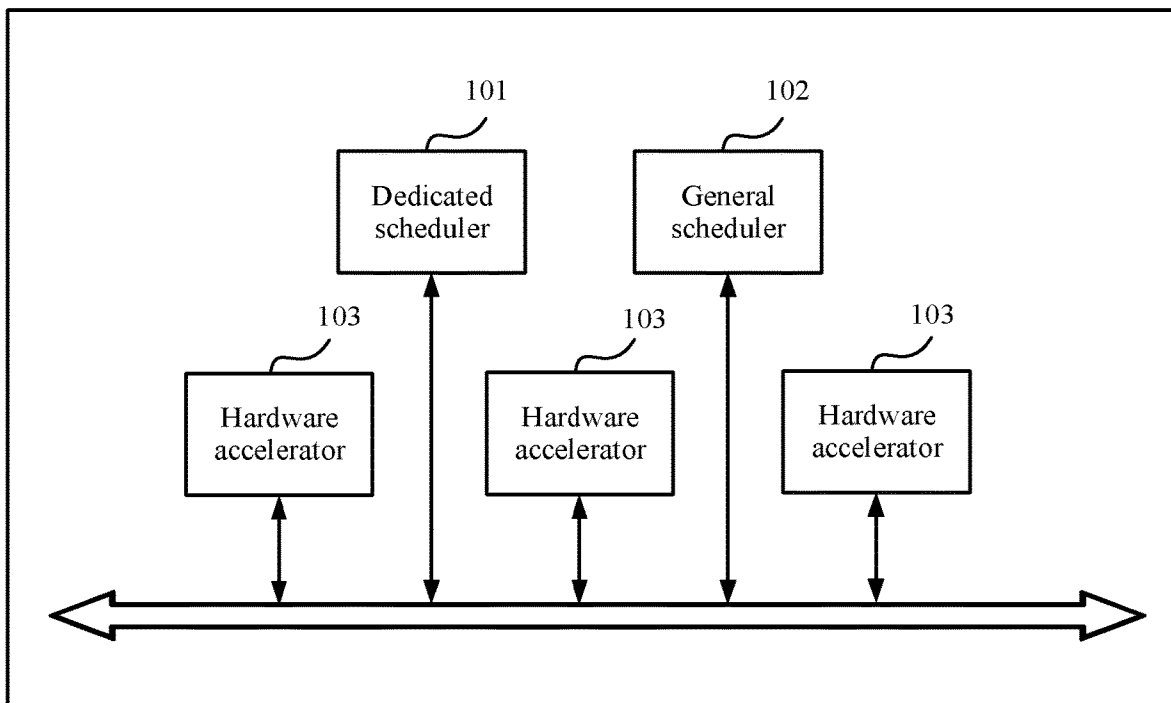 101
102
Dedicated
scheduler
General
scheduler
103
103
103
Hardware
accelerator
Hardware
accelerator
Hardware
accelerator